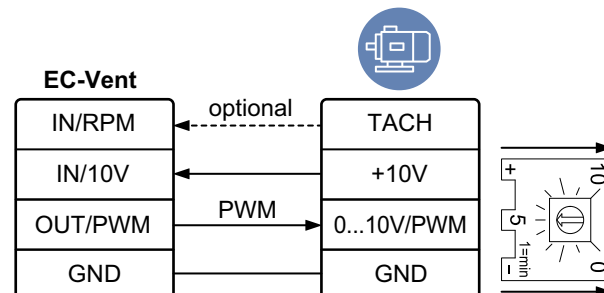 EC-Vent
IN/RPM
optional
TACH
IN/10V
+10V
OUT/PWM
PWM
0...10V/PWM
GND
GND
+
5
-
1=min
10
0